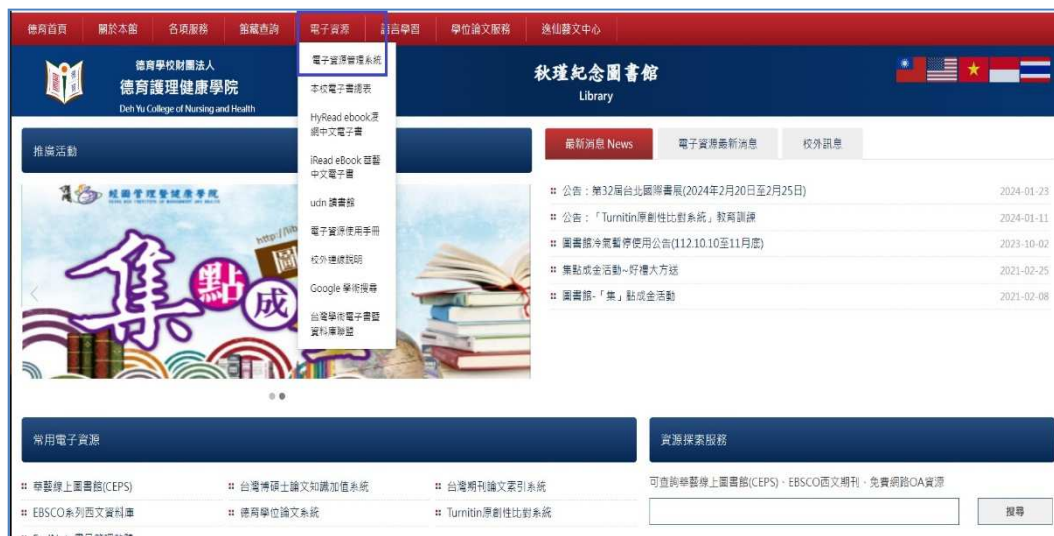 德育首頁 關於本館 各項服務 館藏查詢 電子資源 語言學習 學位論文服務 逸仙藝文中心
德育學校財團法人
德育護理健康學院
Deh Yu College of Nursing and Health
秋瑾紀念圖書館
Library
電子資源管理系統
本校電子書總表
HyRead ebook凌
網中文電子書
iRead eBook 華藝
中文電子書
udn 讀書館
電子資源使用手冊
校外連線說明
Google 學術搜尋
台灣學術電子書暨
資料庫聯盟
推廣活動
經國管理暨健康學院
http://lib
圖
集點成
最新消息 News 電子資源最新消息 校外訊息
公告：第32屆台北國際書展(2024年2月20日至2月25日) 2024-01-23
公告：「Turnitin原創性比對系統」教育訓練 2024-01-11
圖書館冷氣暫停使用公告(112.10.10至11月底) 2023-10-02
集點成金活動~好禮大方送 2021-02-25
圖書館-「集」點成金活動 2021-02-08
常用電子資源
華藝線上圖書館(CEPS) 台灣博碩士論文知識加值系統 台灣期刊論文索引系統
EBSCO系列西文資料庫 德育學位論文系統 Turnitin原創性比對系統
資源探索服務
可查詢華藝線上圖書館(CEPS)、EBSCO西文期刊、免費網路OA資源
搜尋